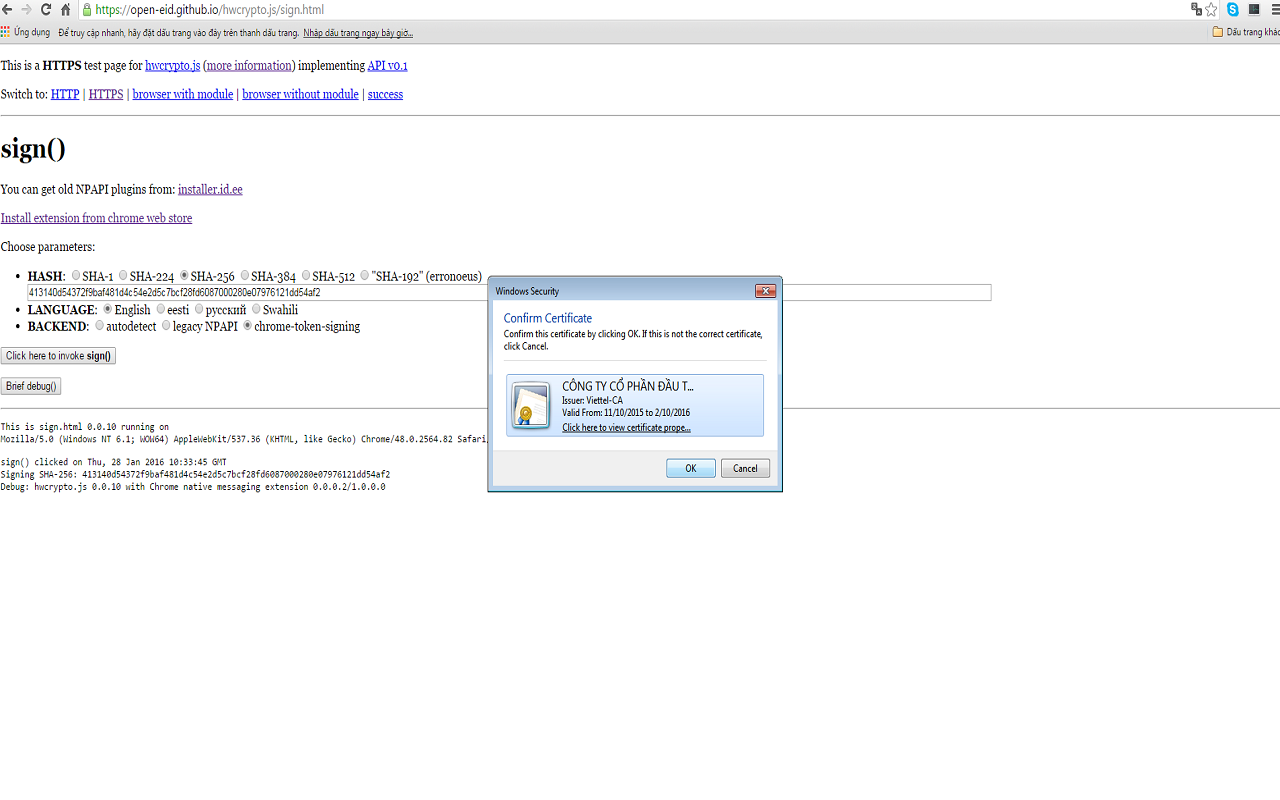 https://open-eid.github.io/hwcrypto.js/sign.html
Ứng dụng Để truy cập nhanh, hãy đặt dấu trang vào đây trên thanh dấu trang. Nhập dấu trang ngay bây giờ... Dấu trang khác
This is a HTTPS test page for hwcrypto.js (more information) implementing API v0.1
Switch to: HTTP | HTTPS | browser with module | browser without module | success
sign()
You can get old NPAPI plugins from: installer.id.ee
Install extension from chrome web store
Choose parameters:
HASH: SHA-1 SHA-224 SHA-256 SHA-384 SHA-512 "SHA-192" (erronoeus)
413140d54372f9baf481d4c54e2d5c7bcf28fd6087000280e07976121dd54af2
LANGUAGE: English eesti русский Swahili
BACKEND: autodetect legacy NPAPI chrome-token-signing
Click here to invoke sign()
Brief debug()
This is sign.html 0.0.10 running on
Mozilla/5.0 (Windows NT 6.1; WOW64) AppleWebKit/537.36 (KHTML, like Gecko) Chrome/48.0.2564.82 Safari/
sign() clicked on Thu, 28 Jan 2016 10:33:45 GMT
Signing SHA-256: 413140d54372f9baf481d4c54e2d5c7bcf28fd6087000280e07976121dd54af2
Debug: hwcrypto.js 0.0.10 with Chrome native messaging extension 0.0.0.2/1.0.0.0
Windows Security
Confirm Certificate
Confirm this certificate by clicking OK. If this is not the correct certificate,
click Cancel.
CÔNG TY CỔ PHẦN ĐẦU T...
Issuer: Viettel-CA
Valid From: 11/10/2015 to 2/10/2016
Click here to view certificate prope...
OK Cancel